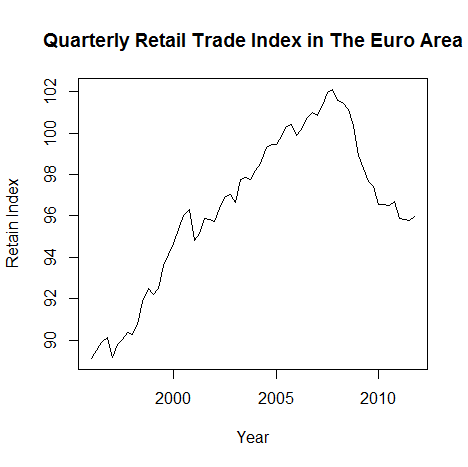 Quarterly Retail Trade Index in The Euro Area
102
100
98
96
94
92
90
Retain Index
2000 2005 2010
Year